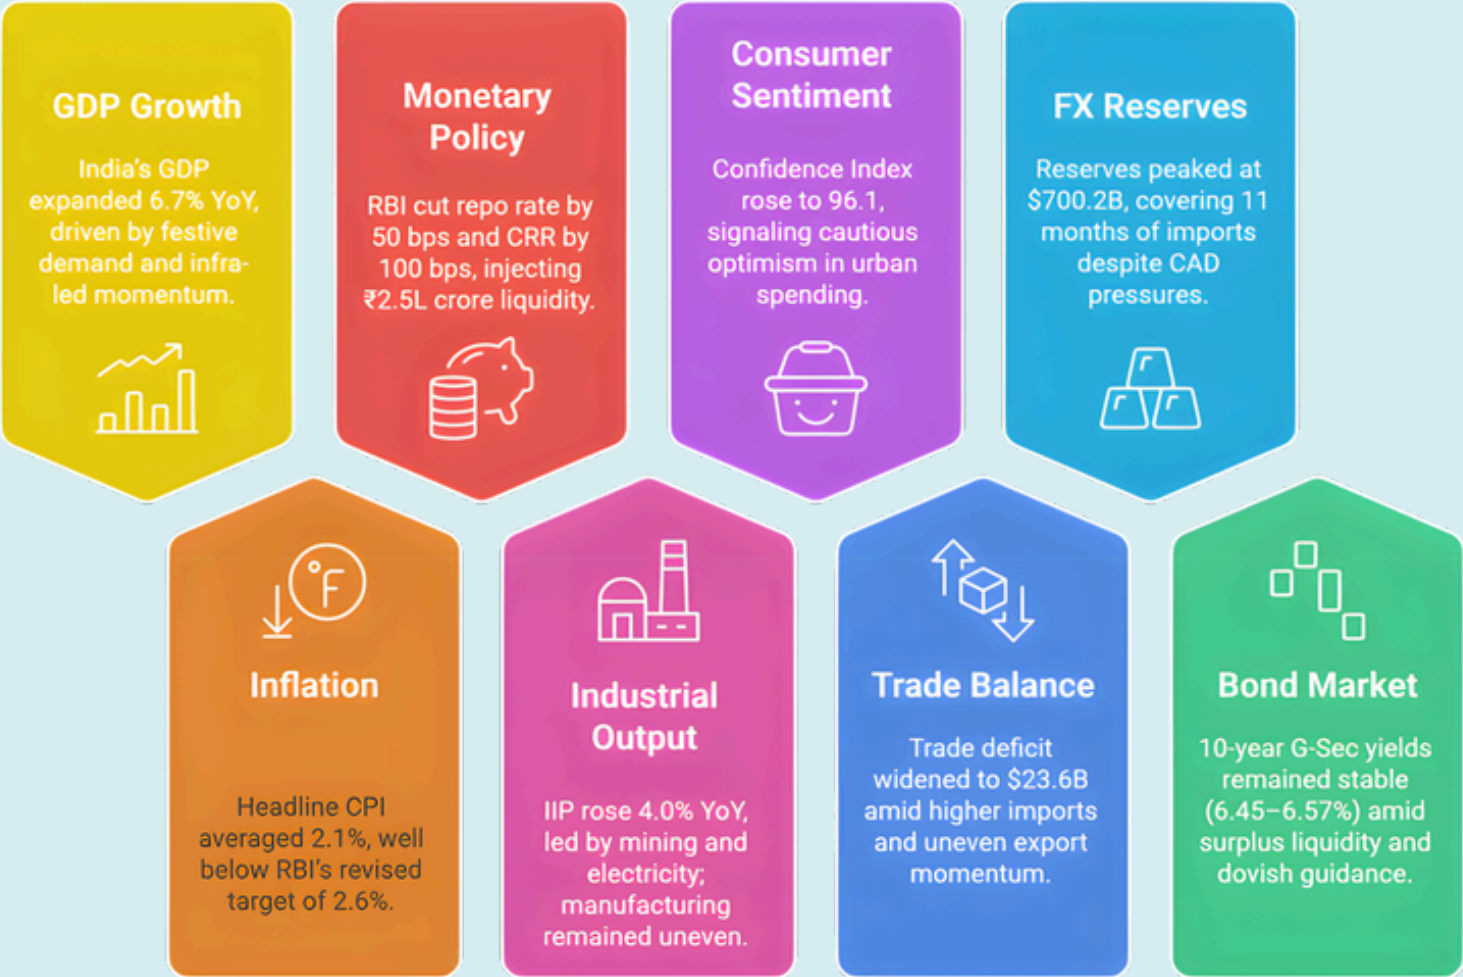 GDP Growth
India's GDP
expanded 6.7% YoY,
driven by festive
demand and infra-
led momentum.
Monetary
Policy
RBI cut repo rate by
50 bps and CRR by
100 bps, injecting
₹2.5L crore liquidity.
Consumer
Sentiment
Confidence Index
rose to 96.1,
signaling cautious
optimism in urban
spending.
FX Reserves
Reserves peaked at
$700.2B, covering 11
months of imports
despite CAD
pressures.
°F
Inflation
Headline CPI
averaged 2.1%, well
below RBI's revised
target of 2.6%.
Industrial
Output
IIP rose 4.0% YoY,
led by mining and
electricity;
manufacturing
remained uneven.
Trade Balance
Trade deficit
widened to $23.6B
amid higher imports
and uneven export
momentum.
Bond Market
10-year G-Sec yields
remained stable
(6.45–6.57%) amid
surplus liquidity and
dovish guidance.